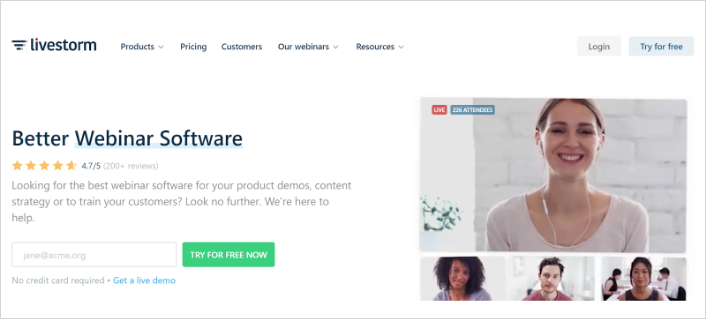 livestorm Products Pricing Customers Our webinars Resources Login Try for free
LIVE 226 ATTENDEES
Better Webinar Software
4.7/5 (200+ reviews)
Looking for the best webinar software for your product demos, content
strategy or to train your customers? Look no further. We're here to
help.
jane@acme.org TRY FOR FREE NOW
No credit card required • Get a live demo